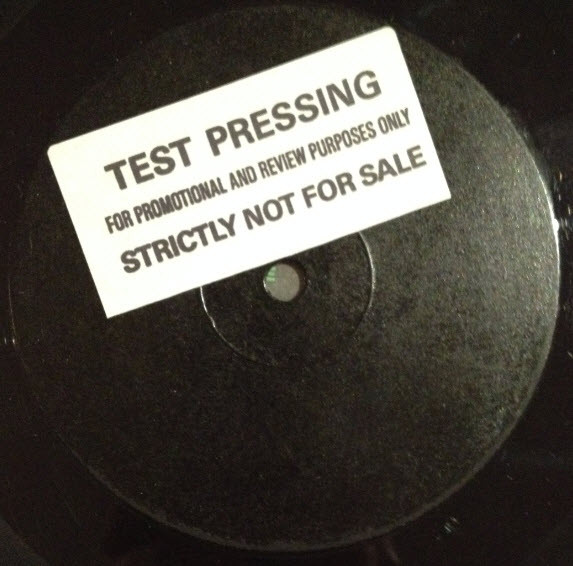 TEST PRESSING
FOR PROMOTIONAL AND REVIEW PURPOSES ONLY
STRICTLY NOT FOR SALE